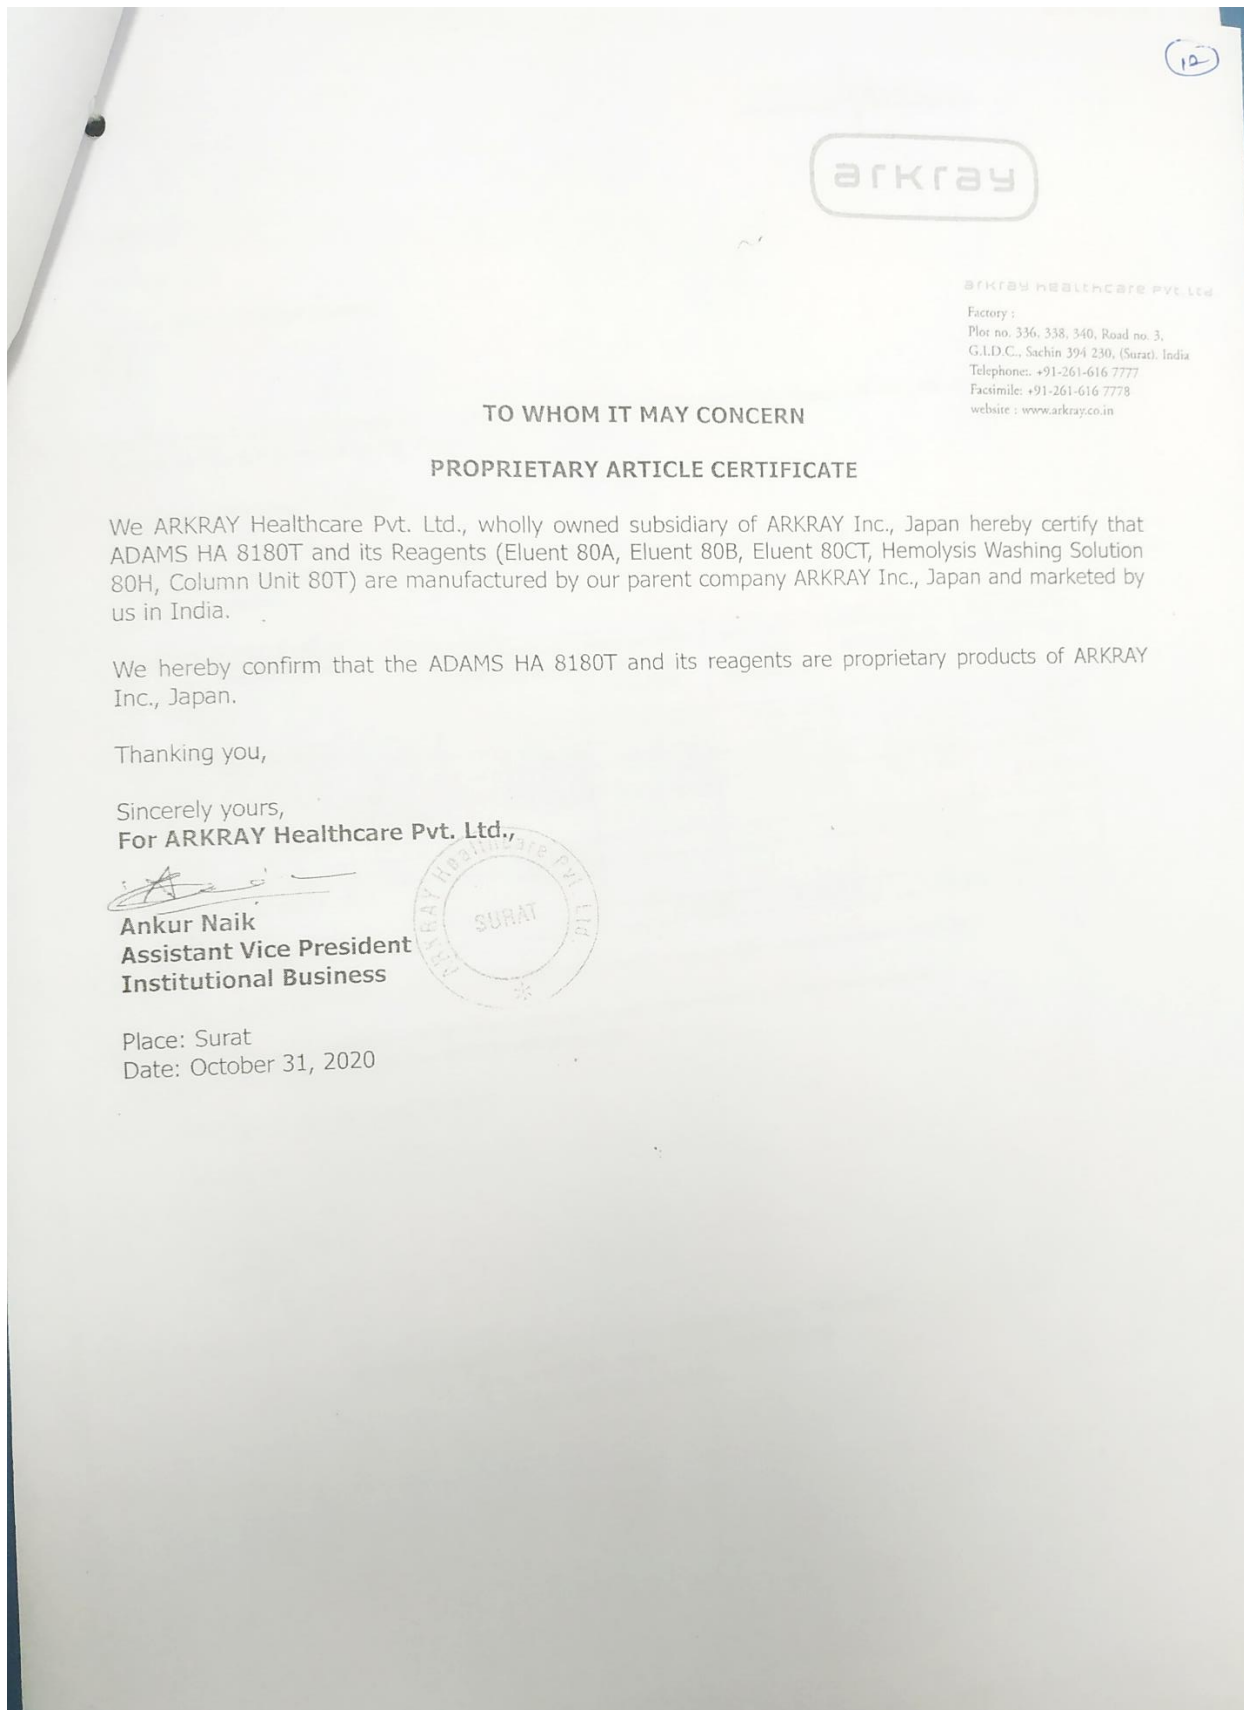 12
arkray
arkray healthcare Pvt. Ltd
Factory :
Plot no. 336, 338, 340, Road no. 3,
G.I.D.C., Sachin 394 230, (Surat). India
Telephone:. +91-261-616 7777
Facsimile: +91-261-616 7778
website : www.arkray.co.in
TO WHOM IT MAY CONCERN
PROPRIETARY ARTICLE CERTIFICATE
We ARKRAY Healthcare Pvt. Ltd., wholly owned subsidiary of ARKRAY Inc., Japan hereby certify that
ADAMS HA 8180T and its Reagents (Eluent 80A, Eluent 80B, Eluent 80CT, Hemolysis Washing Solution
80H, Column Unit 80T) are manufactured by our parent company ARKRAY Inc., Japan and marketed by
us in India.
We hereby confirm that the ADAMS HA 8180T and its reagents are proprietary products of ARKRAY
Inc., Japan.
Thanking you,
Sincerely yours,
For ARKRAY Healthcare Pvt. Ltd.,
ARKRAY Healthcare Pvt. Ltd.
SURAT
Ankur Naik
Assistant Vice President
Institutional Business
Place: Surat
Date: October 31, 2020